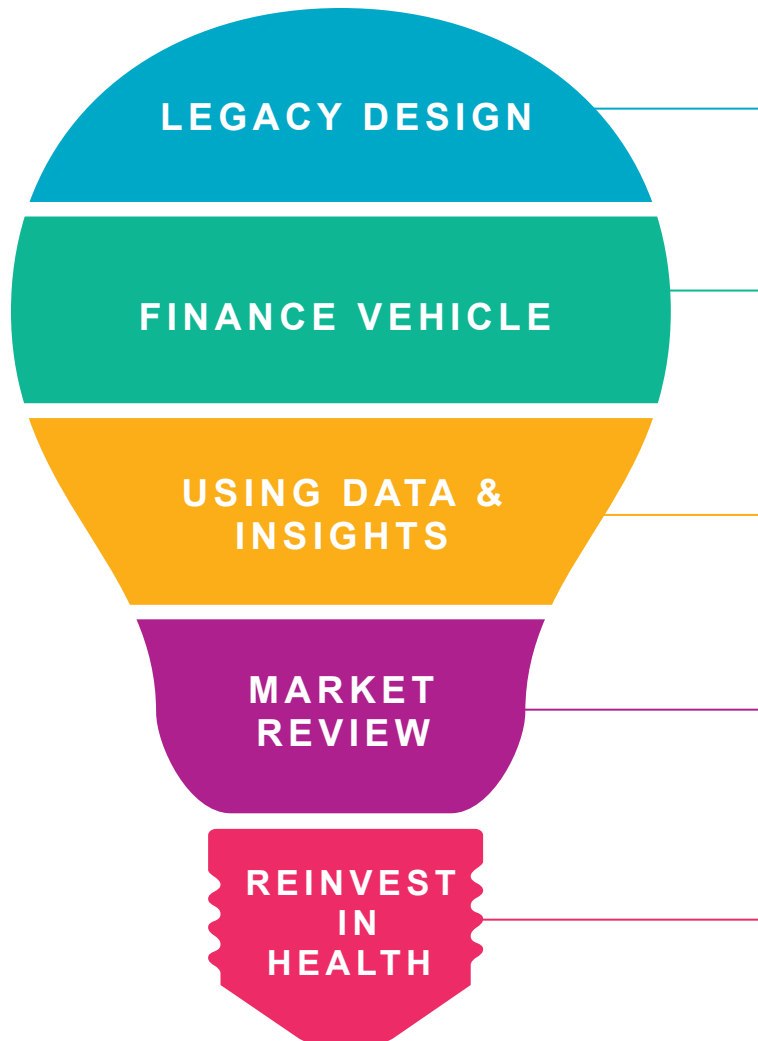 LEGACY DESIGN
FINANCE VEHICLE
USING DATA &
INSIGHTS
MARKET
REVIEW
REINVEST
IN
HEALTH